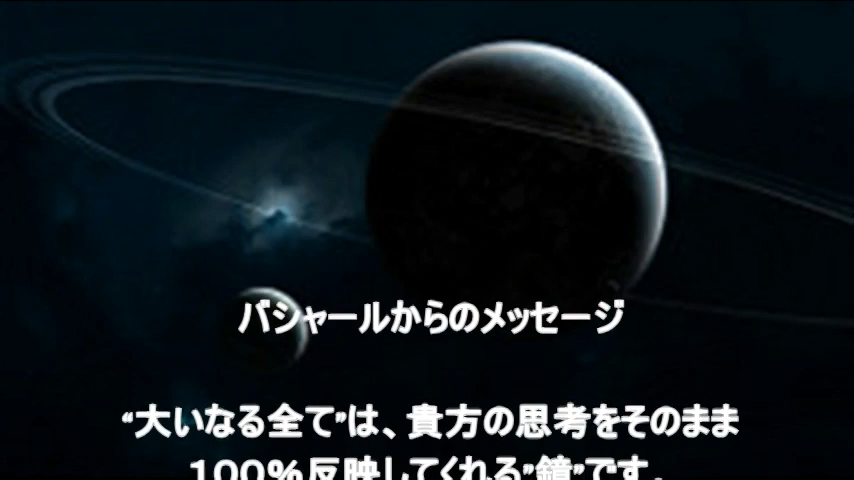 バシャールからのメッセージ
“大いなる全て”は、貴方の思考をそのまま
100%反映してくれる”鏡”です。